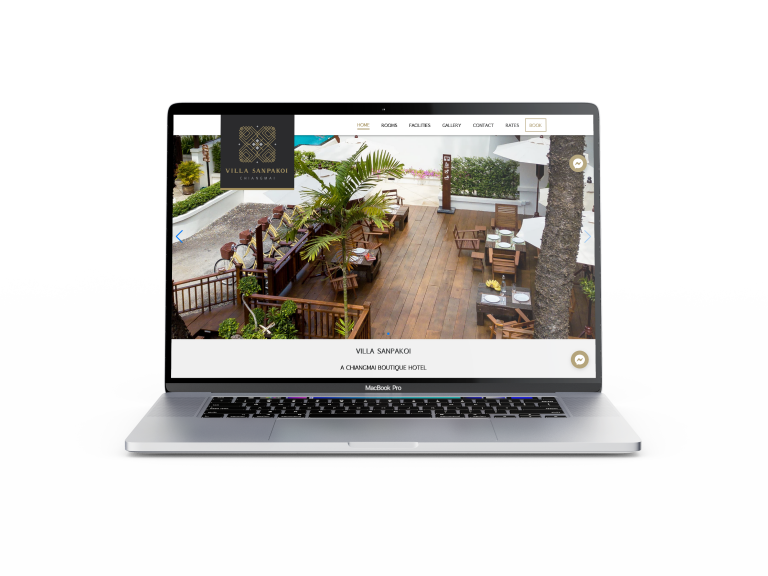 HOME ROOMS FACILITIES GALLERY CONTACT RATES BOOK
VILLA SANPAKOI
CHIANGMAI
VILLA SANPAKOI
A CHIANGMAI BOUTIQUE HOTEL
MacBook Pro